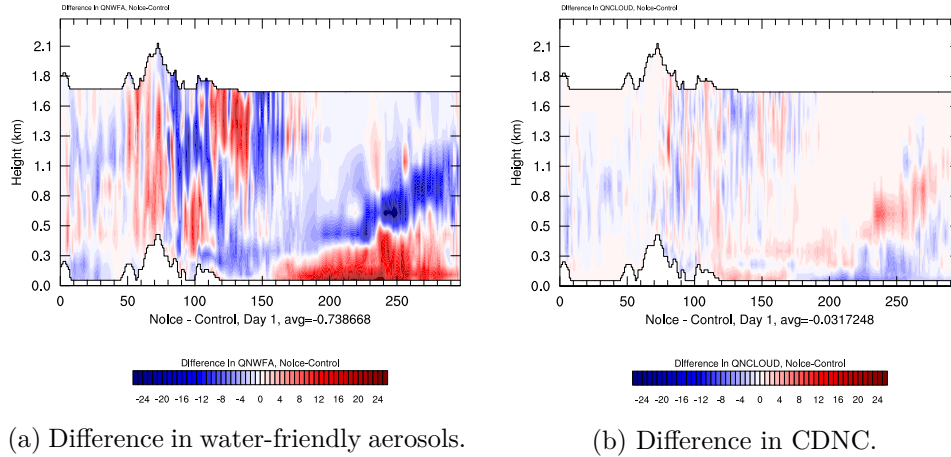 DIfference In QNWFA, NoIce-Control
Height (km)
2.1
1.8
1.6
1.3
1.1
0.8
0.5
0.3
0.0
0 50 100 150 200 250
NoIce - Control, Day 1, avg=-0.738668
DIfference In QNWFA, NoIce-Control
-24 -20 -16 -12 -8 -4 0 4 8 12 16 20 24
(a) Difference in water-friendly aerosols.
DIfference In QNCLOUD, NoIce-Control
Height (km)
2.1
1.8
1.6
1.3
1.1
0.8
0.5
0.3
0.0
0 50 100 150 200 250
NoIce - Control, Day 1, avg=-0.0317248
DIfference In QNCLOUD, NoIce-Control
-24 -20 -16 -12 -8 -4 0 4 8 12 16 20 24
(b) Difference in CDNC.